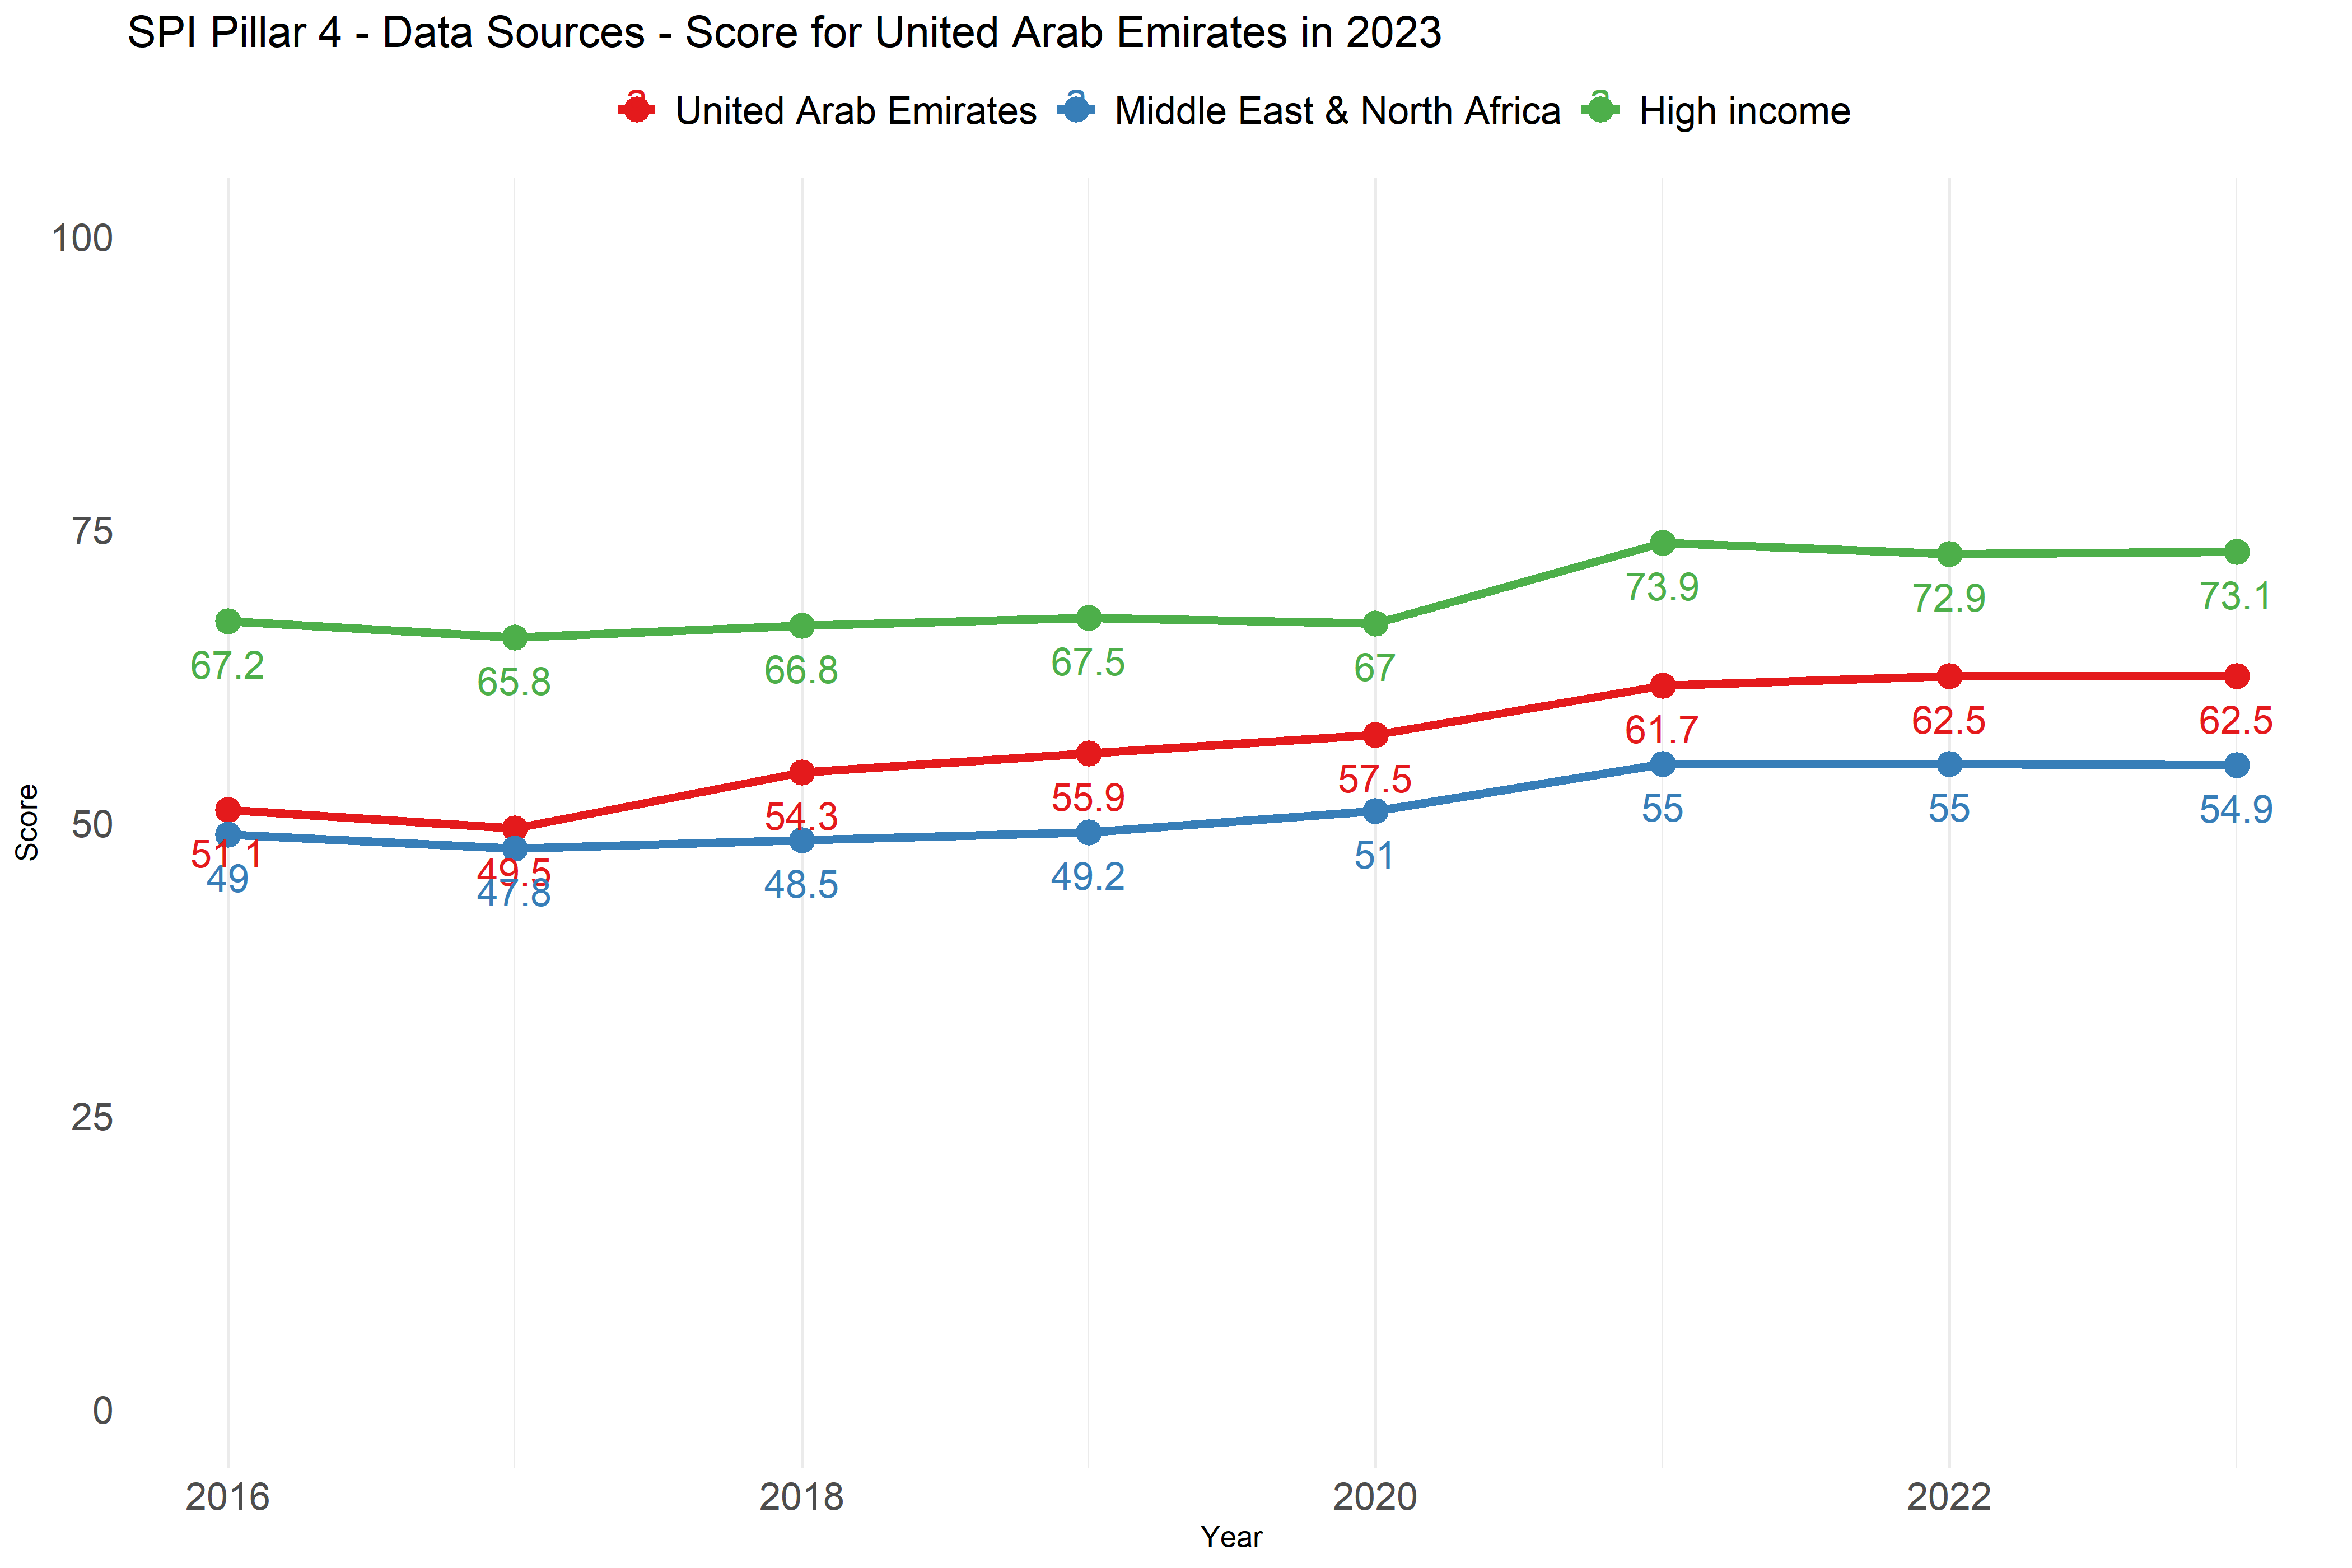 SPI Pillar 4 - Data Sources - Score for United Arab Emirates in 2023
United Arab Emirates Middle East & North Africa High income
100
75
50
25
0
Score
67.2 65.8 66.8 67.5 67 73.9 72.9 73.1
51.1 49.5 54.3 55.9 57.5 61.7 62.5 62.5
49 47.8 48.5 49.2 51 55 55 54.9
2016 2018 2020 2022
Year